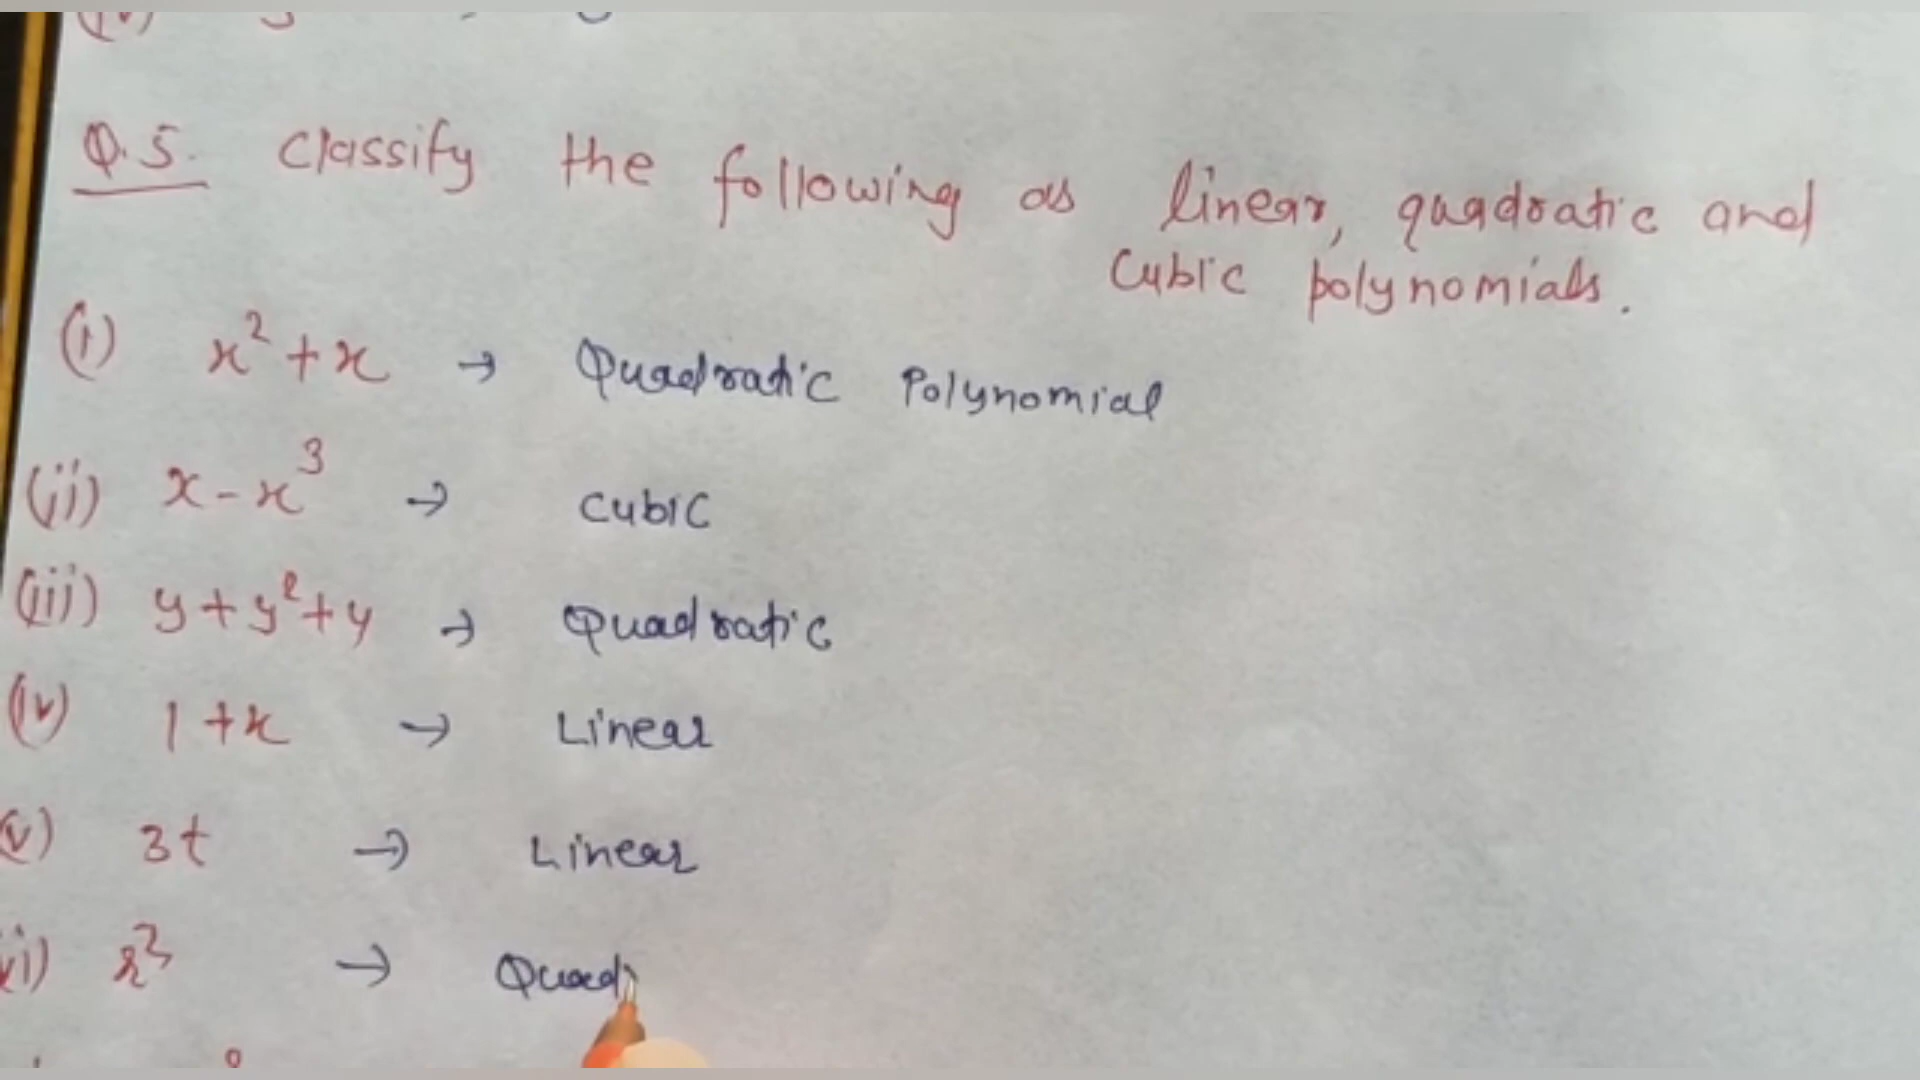 Q.5. Classify the following as linear, quadratic and
Cubic polynomials.
(i) x² + x → Quadratic Polynomial
(ii) x - x³ → Cubic
(iii) y + y² + 4 → Quadratic
(iv) 1 + x → Linear
(v) 3t → Linear
vi) r² → Quad